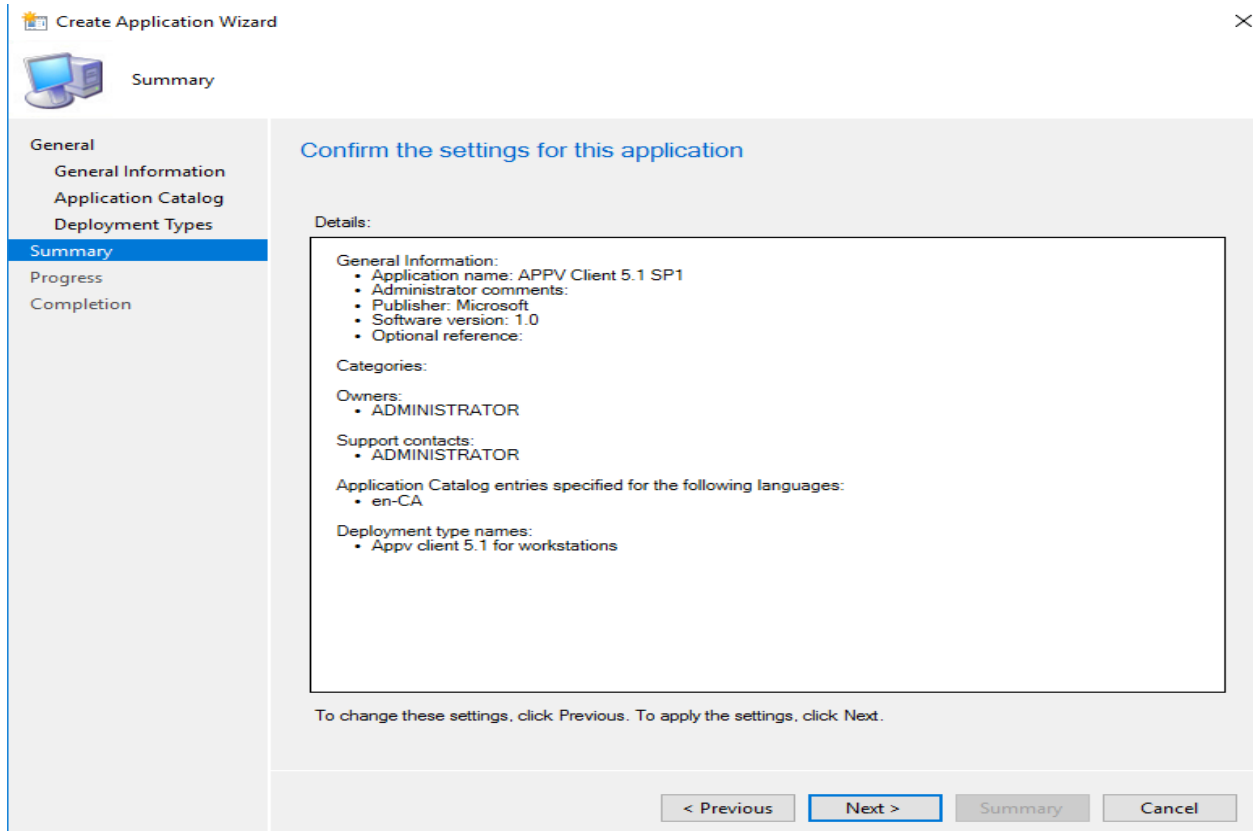 Create Application Wizard
Summary
General
General Information
Application Catalog
Deployment Types
Summary
Progress
Completion
Confirm the settings for this application
Details:
General Information:
• Application name: APPV Client 5.1 SP1
• Administrator comments:
• Publisher: Microsoft
• Software version: 1.0
• Optional reference:
Categories:
Owners:
• ADMINISTRATOR
Support contacts:
• ADMINISTRATOR
Application Catalog entries specified for the following languages:
• en-CA
Deployment type names:
• Appv client 5.1 for workstations
To change these settings, click Previous. To apply the settings, click Next.
< Previous
Next >
Summary
Cancel